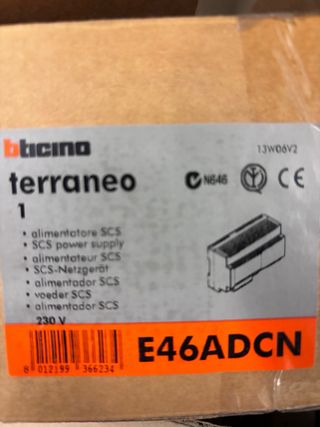 bticino
13W06V2
terraneo
N646
CE
1
• alimentatore SCS
• SCS power supply
• alimentateur SCS
• SCS-Netzgerät
• alimentador SCS
• voeder SCS
• alimentador SCS
230 V
E46ADCN
8 012199 366234